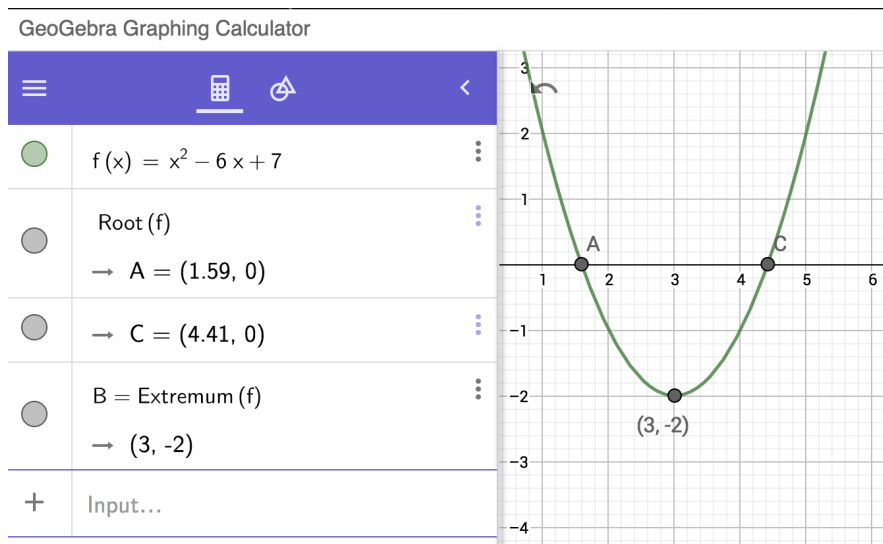 GeoGebra Graphing Calculator
f (x) = x² − 6 x + 7
Root (f)
→ A = (1.59, 0)
→ C = (4.41, 0)
B = Extremum (f)
→ (3, -2)
+ Input...
3
2
1
A
C
1 2 3 4 5 6
−1
−2
(3, -2)
−3
−4